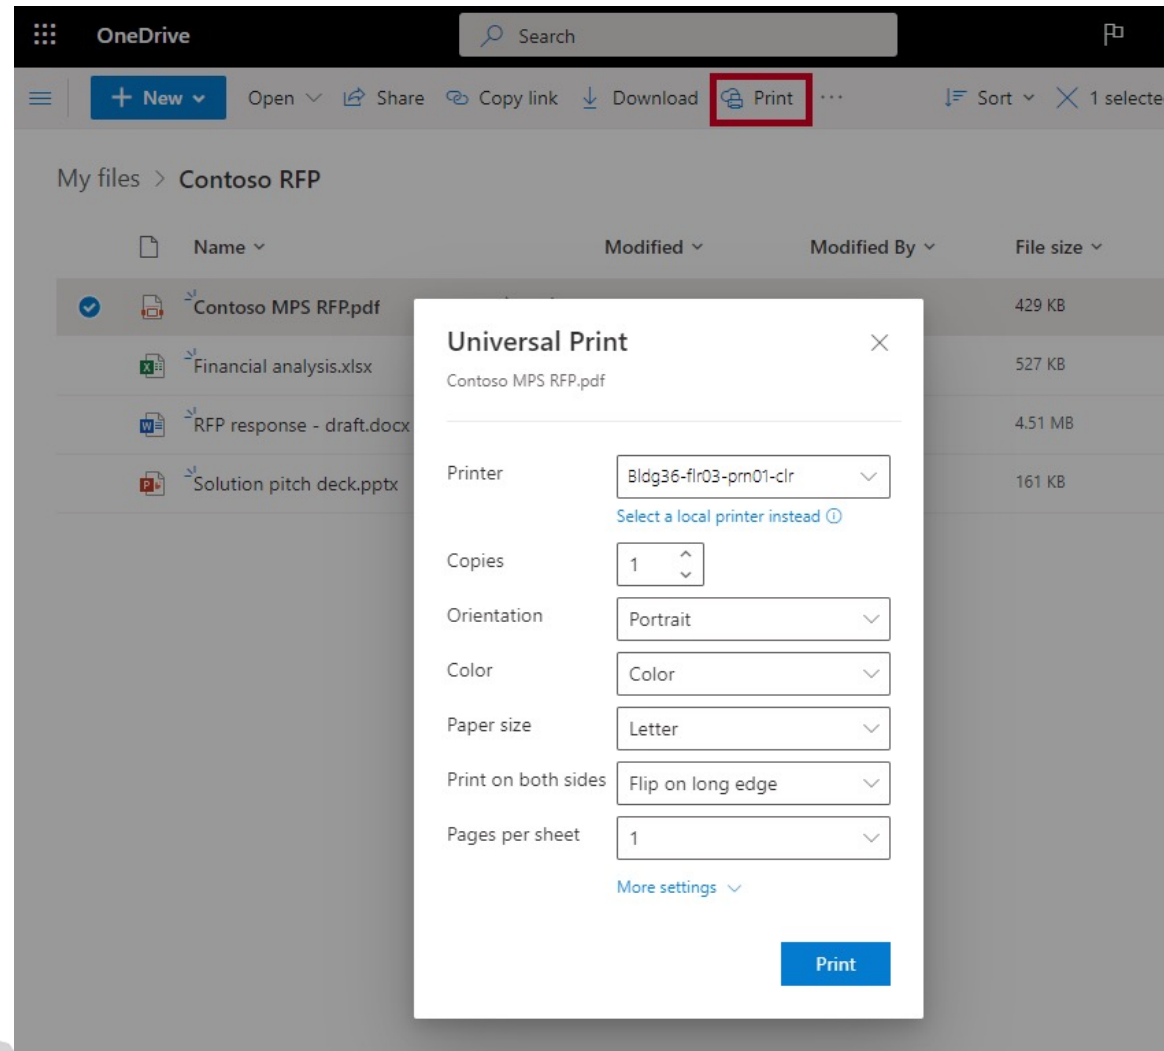 OneDrive Search
+ New Open Share Copy link Download Print ... Sort 1 selecte
My files > Contoso RFP
Name Modified Modified By File size
Contoso MPS RFP.pdf 429 KB
Financial analysis.xlsx 527 KB
RFP response - draft.docx 4.51 MB
Solution pitch deck.pptx 161 KB
Universal Print
Contoso MPS RFP.pdf
Printer Bldg36-flr03-prn01-clr
Select a local printer instead
Copies 1
Orientation Portrait
Color Color
Paper size Letter
Print on both sides Flip on long edge
Pages per sheet 1
More settings
Print